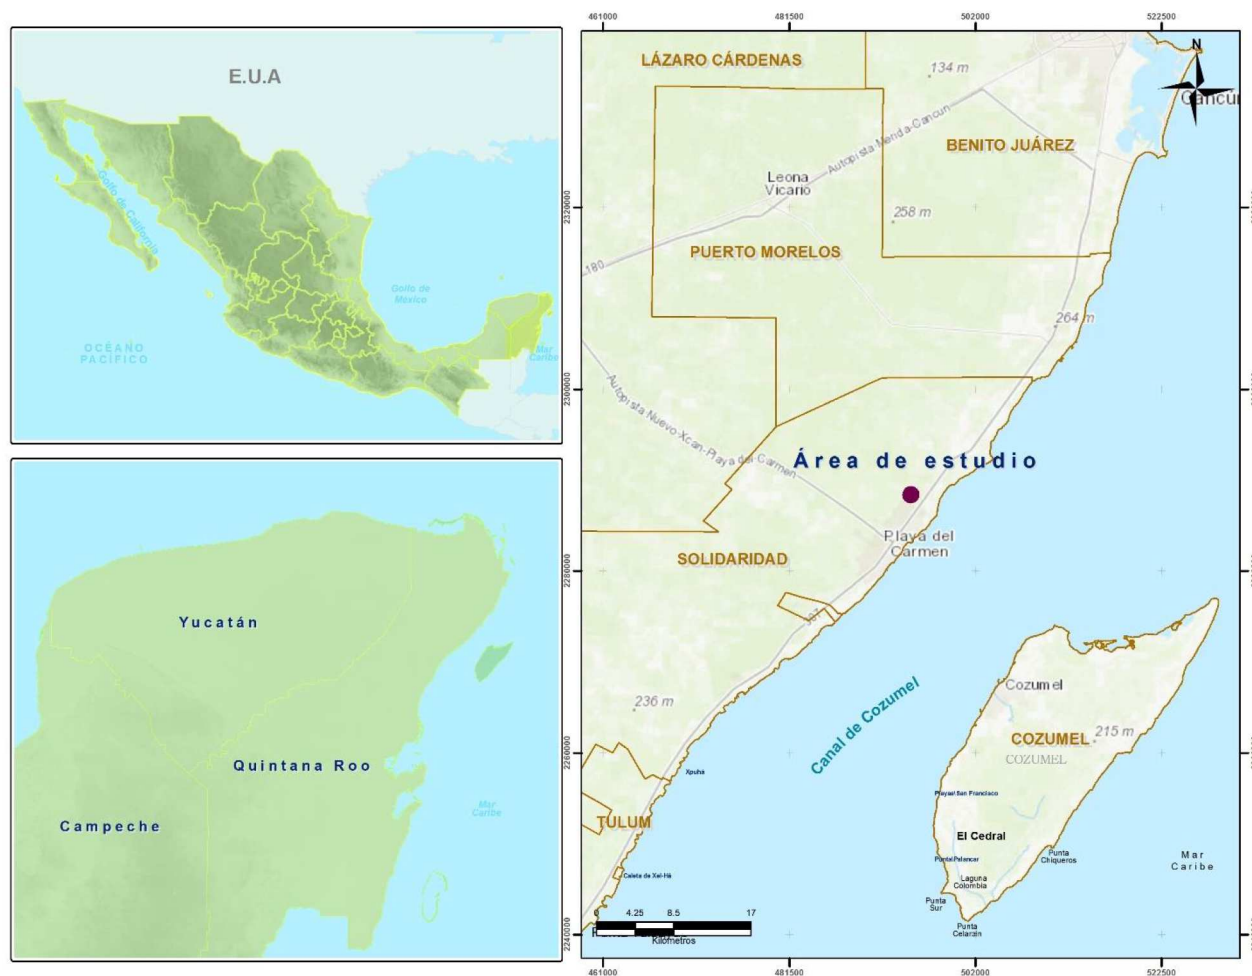 E.U.A
Golfo de California
Golfo de
México
OCÉANO
PACÍFICO
Mar
Caribe
Yucatán
Quintana Roo
Campeche
Mar
Caribe
461000
481500
502000
522500
LÁZARO CÁRDENAS
134 m
N
Cancún
BENITO JUÁREZ
Autopista Merida-Cancun
Leona
Vicario
258 m
2320000
PUERTO MORELOS
180
264 m
2300000
Autopista Nuevo-Xcan-Playa del Carmen
Área de estudio
Playa del
Carmen
SOLIDARIDAD
2280000
307
236 m
Canal de Cozumel
Cozumel
215 m
COZUMEL
COZUMEL
2260000
Xpuhá
Playas San Francisco
TULUM
El Cedral
Punta Palancar
Punta
Chiqueros
Mar
Caribe
Caleta de Xel-Há
Laguna
Colombia
Punta
Sur
Punta
Celarain
0
4.25
8.5
17
Kilómetros
2240000
461000
481500
502000
522500